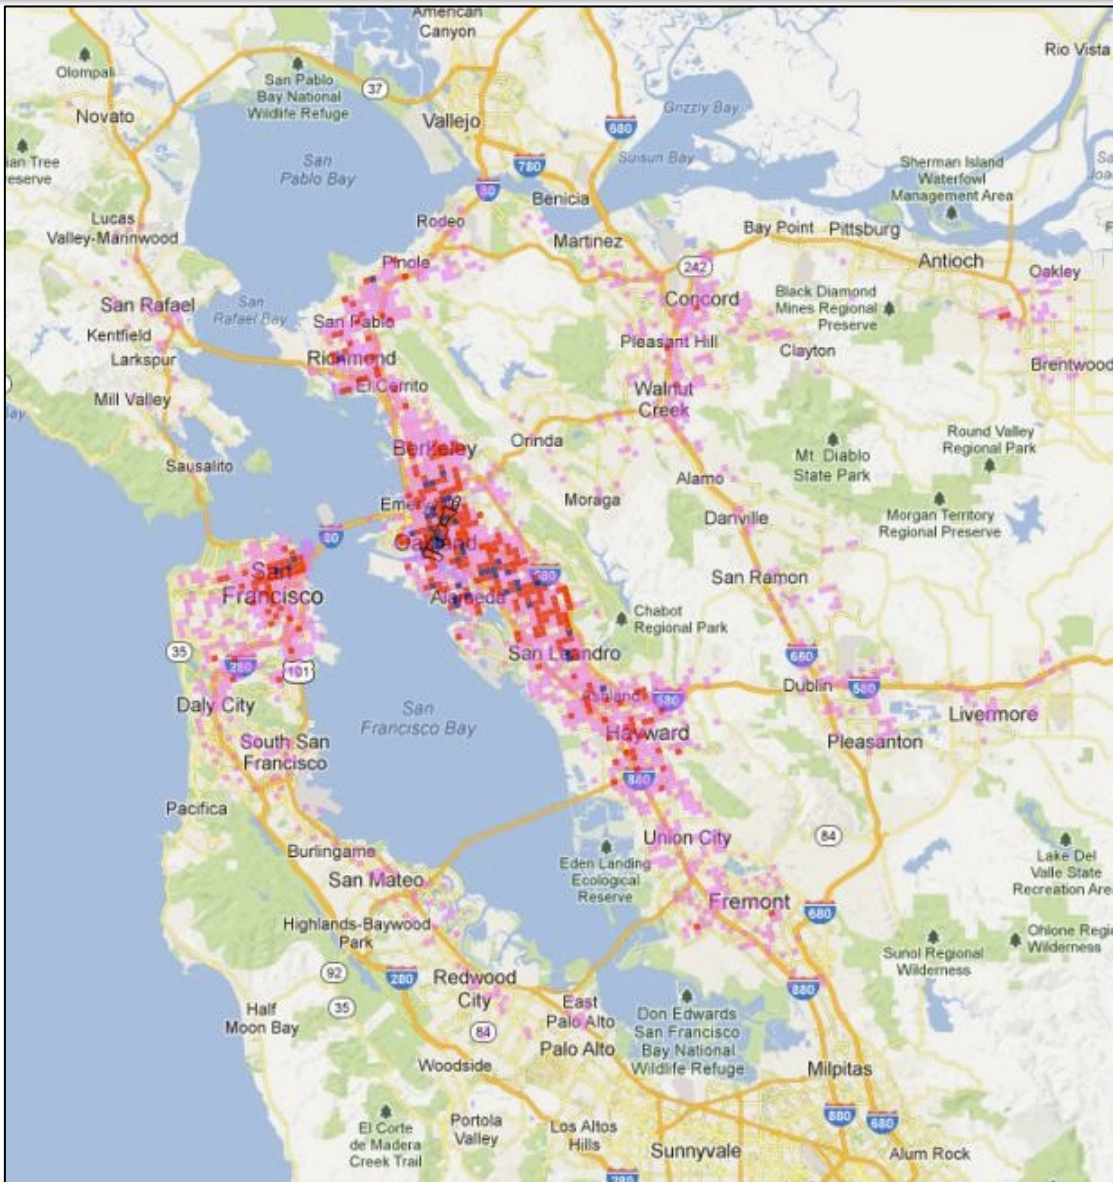 American
Canyon
Rio Vista
Olompali
San Pablo
Bay National
Wildlife Refuge
37
Grizzly Bay
Novato
Vallejo
680
San
Pablo Bay
780
Suisun Bay
Sherman Island
Waterfowl
Management Area
80
Benicia
Lucas
Valley-Marinwood
Rodeo
Martinez
Bay Point
Pittsburg
Pinole
242
Antioch
Oakley
San Rafael
San
Rafael Bay
Concord
Black Diamond
Mines Regional
Preserve
San Pablo
Kentfield
Pleasant Hill
Clayton
Larkspur
Richmond
Brentwood
El Cerrito
Walnut
Creek
Mill Valley
Berkeley
Orinda
Round Valley
Regional Park
Mt. Diablo
State Park
Sausalito
Alamo
Moraga
Danville
Morgan Territory
Regional Preserve
80
San
Francisco
Alameda
580
San Ramon
Chabot
Regional Park
35
San Leandro
280
101
680
Dublin
580
Daly City
San
Francisco Bay
Livermore
Hayward
Pleasanton
South San
Francisco
880
Pacifica
Union City
84
Burlingame
Eden Landing
Ecological
Reserve
Lake Del
Valle State
Recreation Area
San Mateo
Fremont
680
Highlands-Baywood
Park
Sunol Regional
Wilderness
Ohlone Regi
Wilderness
92
280
Redwood
City
880
35
Half
Moon Bay
East
Palo Alto
Don Edwards
San Francisco
Bay National
Wildlife Refuge
84
Palo Alto
Woodside
Milpitas
El Corte
de Madera
Creek Trail
Portola
Valley
Los Altos
Hills
880
680
Sunnyvale
Alum Rock
280